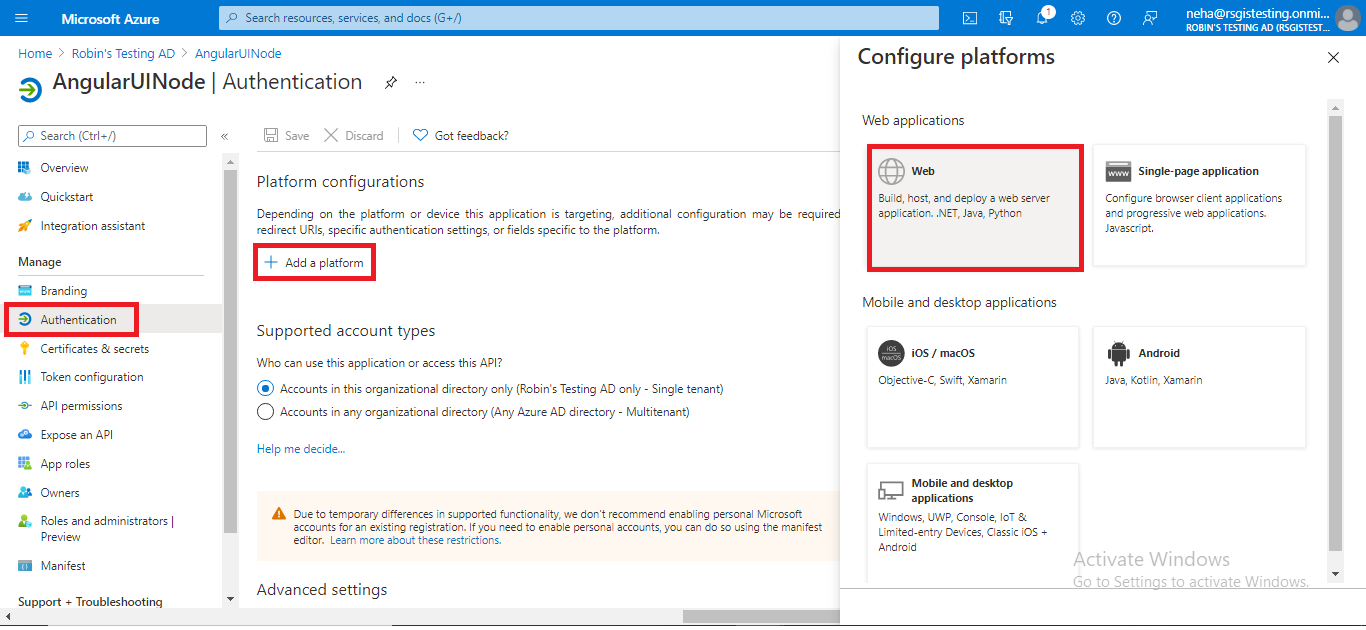 Microsoft Azure
Search resources, services, and docs (G+/)
1
neha@rsgistesting.onmi...
ROBIN'S TESTING AD (RSGISTEST...
Home > Robin's Testing AD > AngularUINode
AngularUINode | Authentication
...
Search (Ctrl+/)
«
Overview
Quickstart
Integration assistant
Manage
Branding
Authentication
Certificates & secrets
Token configuration
API permissions
Expose an API
App roles
Owners
Roles and administrators |
Preview
Manifest
Support + Troubleshooting
Save
Discard
Got feedback?
Platform configurations
Depending on the platform or device this application is targeting, additional configuration may be required
redirect URIs, specific authentication settings, or fields specific to the platform.
Add a platform
Supported account types
Who can use this application or access this API?
Accounts in this organizational directory only (Robin's Testing AD only - Single tenant)
Accounts in any organizational directory (Any Azure AD directory - Multitenant)
Help me decide...
Due to temporary differences in supported functionality, we don't recommend enabling personal Microsoft
accounts for an existing registration. If you need to enable personal accounts, you can do so using the manifest
editor. Learn more about these restrictions.
Advanced settings
Configure platforms
Web applications
Web
Build, host, and deploy a web server
application. .NET, Java, Python
www
Single-page application
Configure browser client applications
and progressive web applications.
Javascript.
Mobile and desktop applications
iOS
macOS
iOS / macOS
Objective-C, Swift, Xamarin
Android
Java, Kotlin, Xamarin
Mobile and desktop
applications
Windows, UWP, Console, IoT &
Limited-entry Devices, Classic iOS +
Android
Activate Windows
Go to Settings to activate Windows.